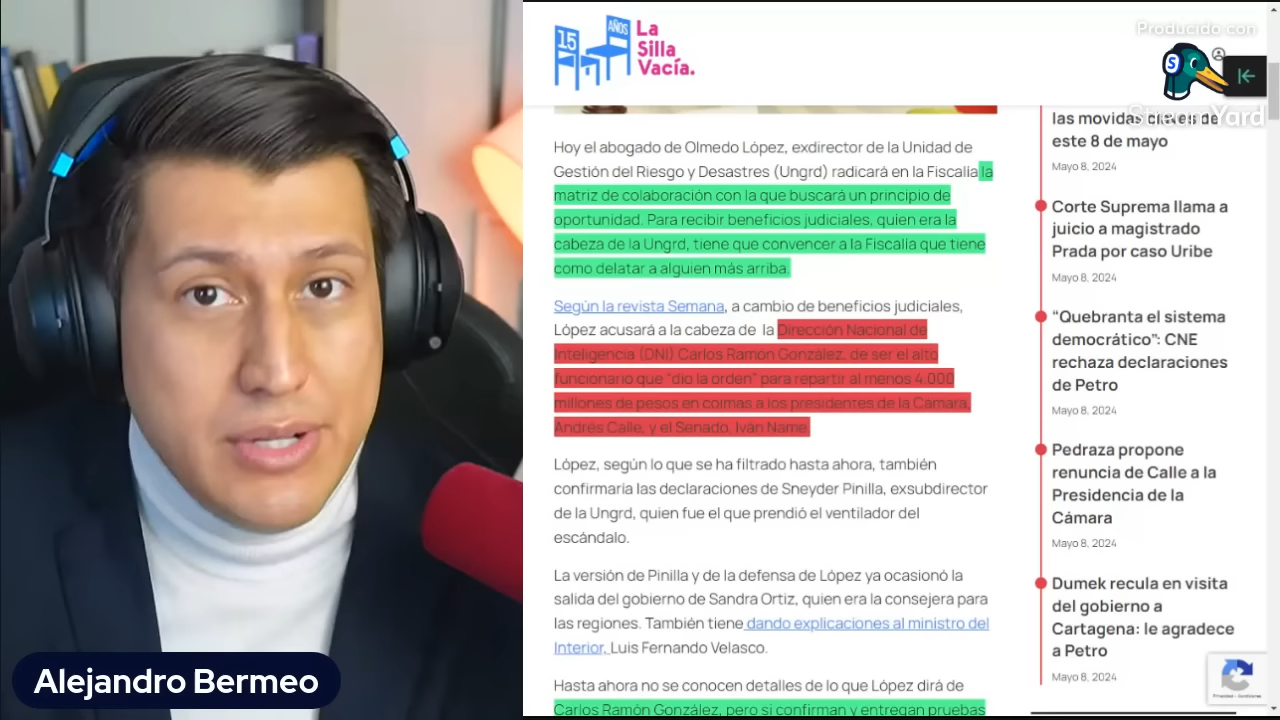 Alejandro Bermeo
15
AÑOS
La
Silla
Vacía.
Producido con
StreamYard
Hoy el abogado de Olmedo López, exdirector de la Unidad de
Gestión del Riesgo y Desastres (Ungrd) radicará en la Fiscalía la
matriz de colaboración con la que buscará un principio de
oportunidad. Para recibir beneficios judiciales, quien era la
cabeza de la Ungrd, tiene que convencer a la Fiscalía que tiene
como delatar a alguien más arriba.
Según la revista Semana, a cambio de beneficios judiciales,
López acusará a la cabeza de la Dirección Nacional de
Inteligencia (DNI) Carlos Ramón González, de ser el alto
funcionario que “dio la orden” para repartir al menos 4.000
millones de pesos en coimas a los presidentes de la Cámara,
Andrés Calle, y el Senado, Iván Name.
López, según lo que se ha filtrado hasta ahora, también
confirmaría las declaraciones de Sneyder Pinilla, exsubdirector
de la Ungrd, quien fue el que prendió el ventilador del
escándalo.
La versión de Pinilla y de la defensa de López ya ocasionó la
salida del gobierno de Sandra Ortiz, quien era la consejera para
las regiones. También tiene dando explicaciones al ministro del
Interior, Luis Fernando Velasco.
Hasta ahora no se conocen detalles de lo que López dirá de
Carlos Ramón González, pero si confirman y entregan pruebas
las movidas claves de
este 8 de mayo
Mayo 8, 2024
Corte Suprema llama a
juicio a magistrado
Prada por caso Uribe
Mayo 8, 2024
“Quebranta el sistema
democrático”: CNE
rechaza declaraciones
de Petro
Mayo 8, 2024
Pedraza propone
renuncia de Calle a la
Presidencia de la
Cámara
Mayo 8, 2024
Dumek recula en visita
del gobierno a
Cartagena: le agradece
a Petro
Mayo 8, 2024